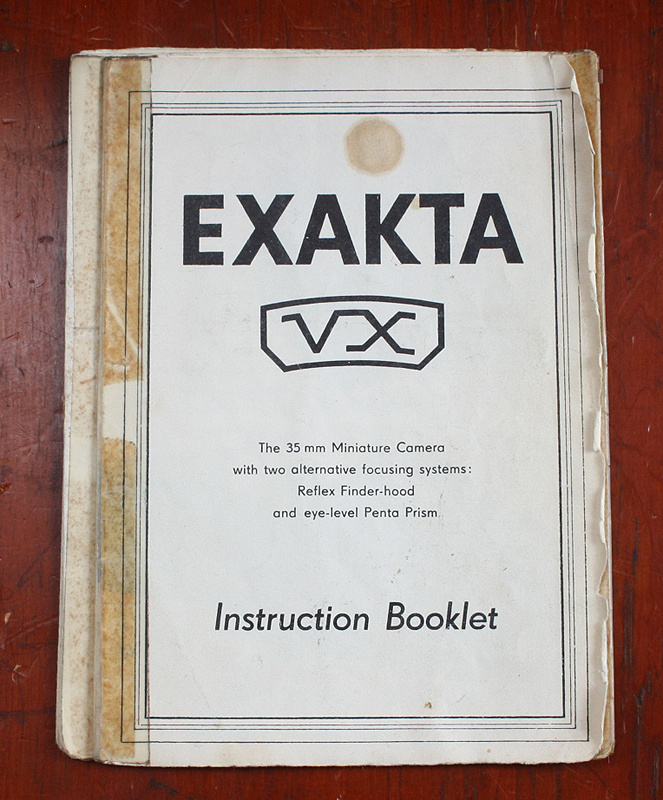 EXAKTA
VX
The 35 mm Miniature Camera
with two alternative focusing systems:
Reflex Finder-hood
and eye-level Penta Prism
Instruction Booklet